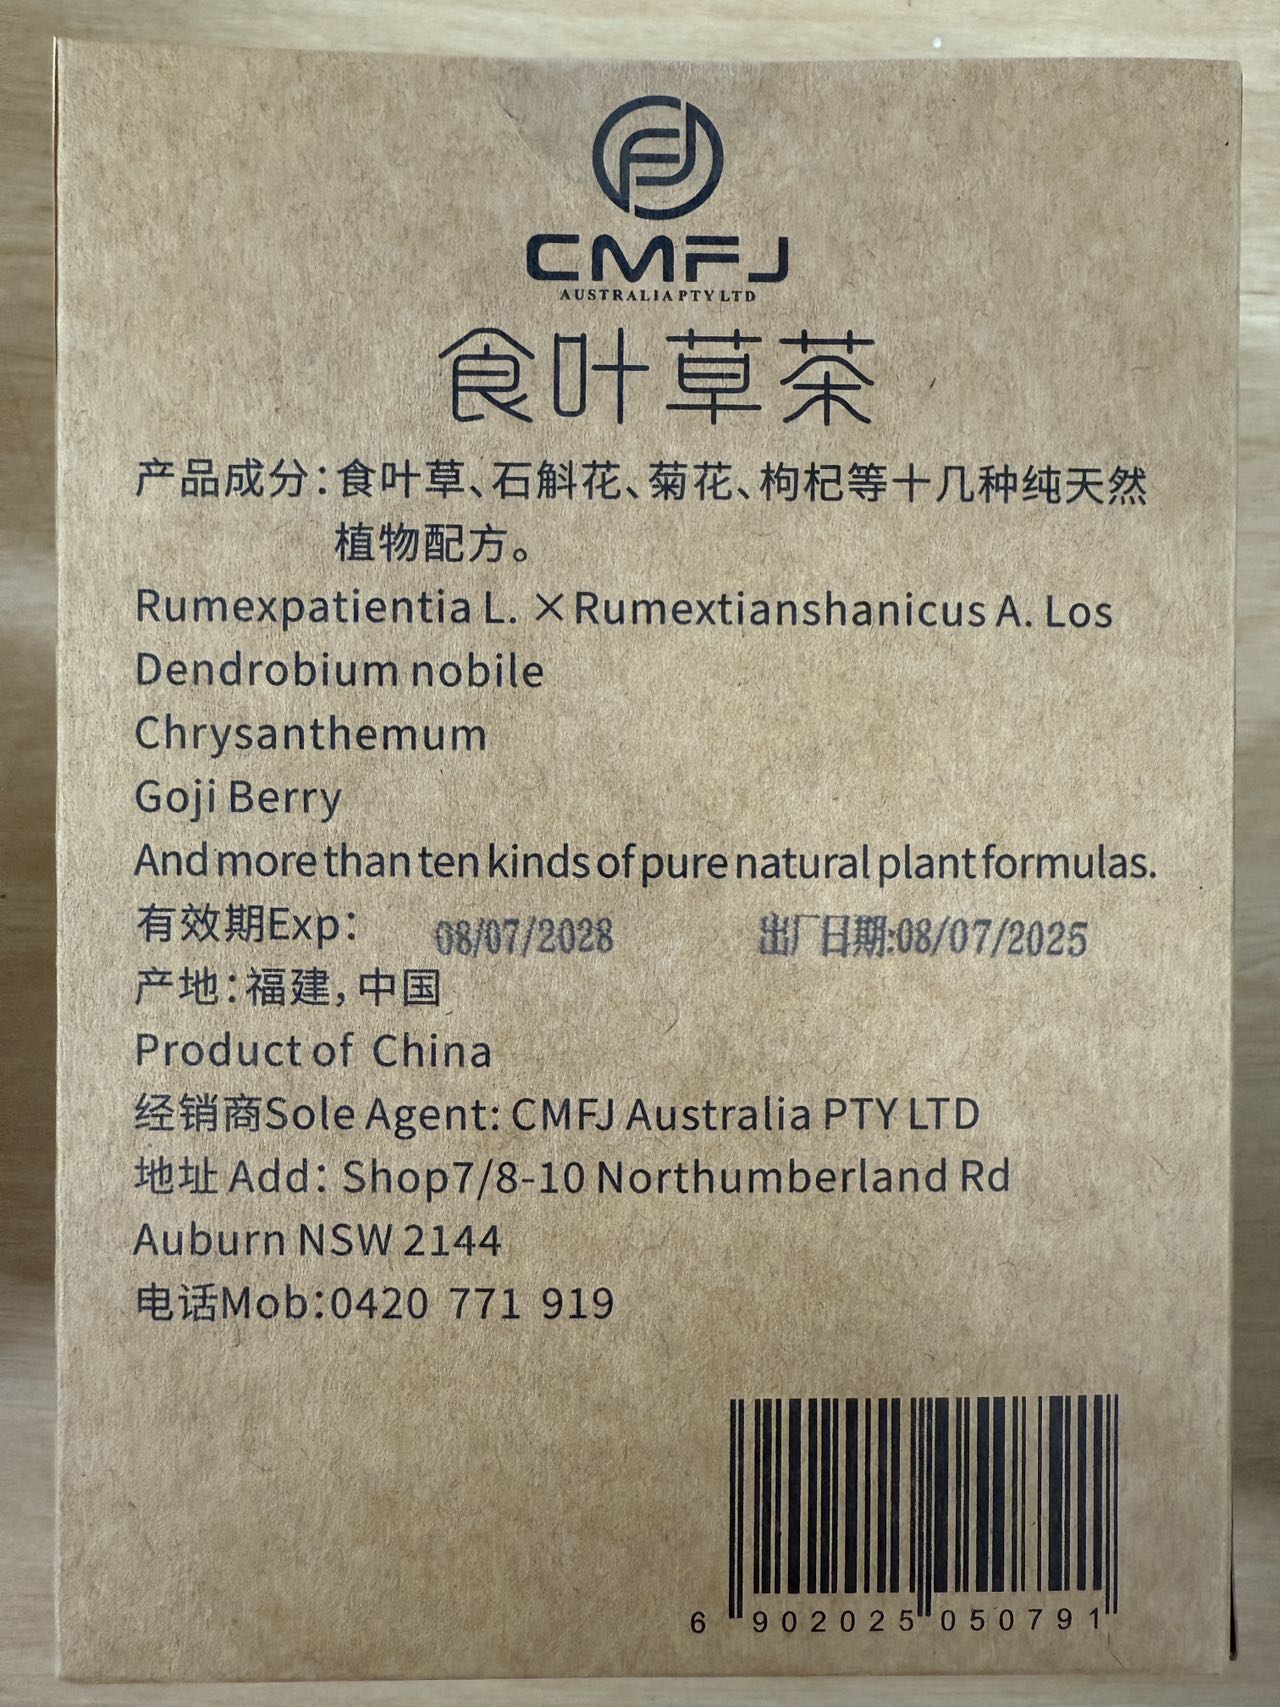 CMFJ
AUSTRALIA PTY LTD
食叶草茶
产品成分：食叶草、石斛花、菊花、枸杞等十几种纯天然
植物配方。
Rumexpatientia L. ×Rumextianshanicus A. Los
Dendrobium nobile
Chrysanthemum
Goji Berry
And more than ten kinds of pure natural plant formulas.
有效期Exp： 08/07/2028 出厂日期:08/07/2025
产地：福建，中国
Product of China
经销商Sole Agent: CMFJ Australia PTY LTD
地址 Add： Shop7/8-10 Northumberland Rd
Auburn NSW 2144
电话Mob：0420 771 919
6 902025 050791